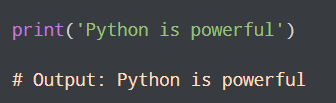 print('Python is powerful')
# Output: Python is powerful